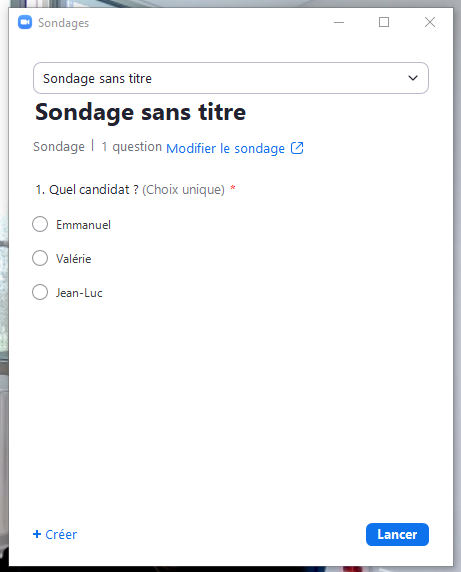 Sondages
Sondage sans titre
Sondage sans titre
Sondage | 1 question Modifier le sondage
1. Quel candidat ? (Choix unique) *
Emmanuel
Valérie
Jean-Luc
+ Créer
Lancer